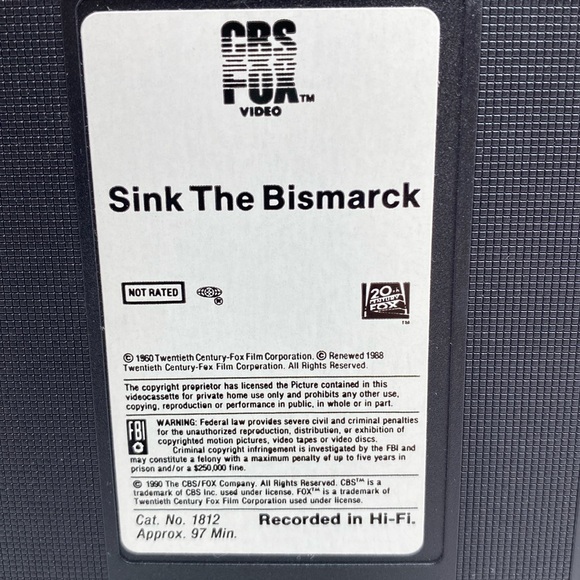 CBS
FOX™
VIDEO
Sink The Bismarck
NOT RATED ®
20th
CENTURY
FOX
TM
© 1960 Twentieth Century-Fox Film Corporation. © Renewed 1988
Twentieth Century-Fox Film Corporation. All Rights Reserved.
The copyright proprietor has licensed the Picture contained in this
videocassette for private home use only and prohibits any other use,
copying, reproduction or performance in public, in whole or in part.
FBI
WARNING: Federal law provides severe civil and criminal penalties
for the unauthorized reproduction, distribution, or exhibition of
copyrighted motion pictures, video tapes or video discs.
Criminal copyright infringement is investigated by the FBI and
may constitute a felony with a maximum penalty of up to five years in
prison and/or a $250,000 fine.
© 1990 The CBS/FOX Company. All Rights Reserved. CBS™ is a
trademark of CBS Inc. used under license. FOX™ is a trademark of
Twentieth Century Fox Film Corporation used under license.
Cat. No. 1812 Recorded in Hi-Fi.
Approx. 97 Min.